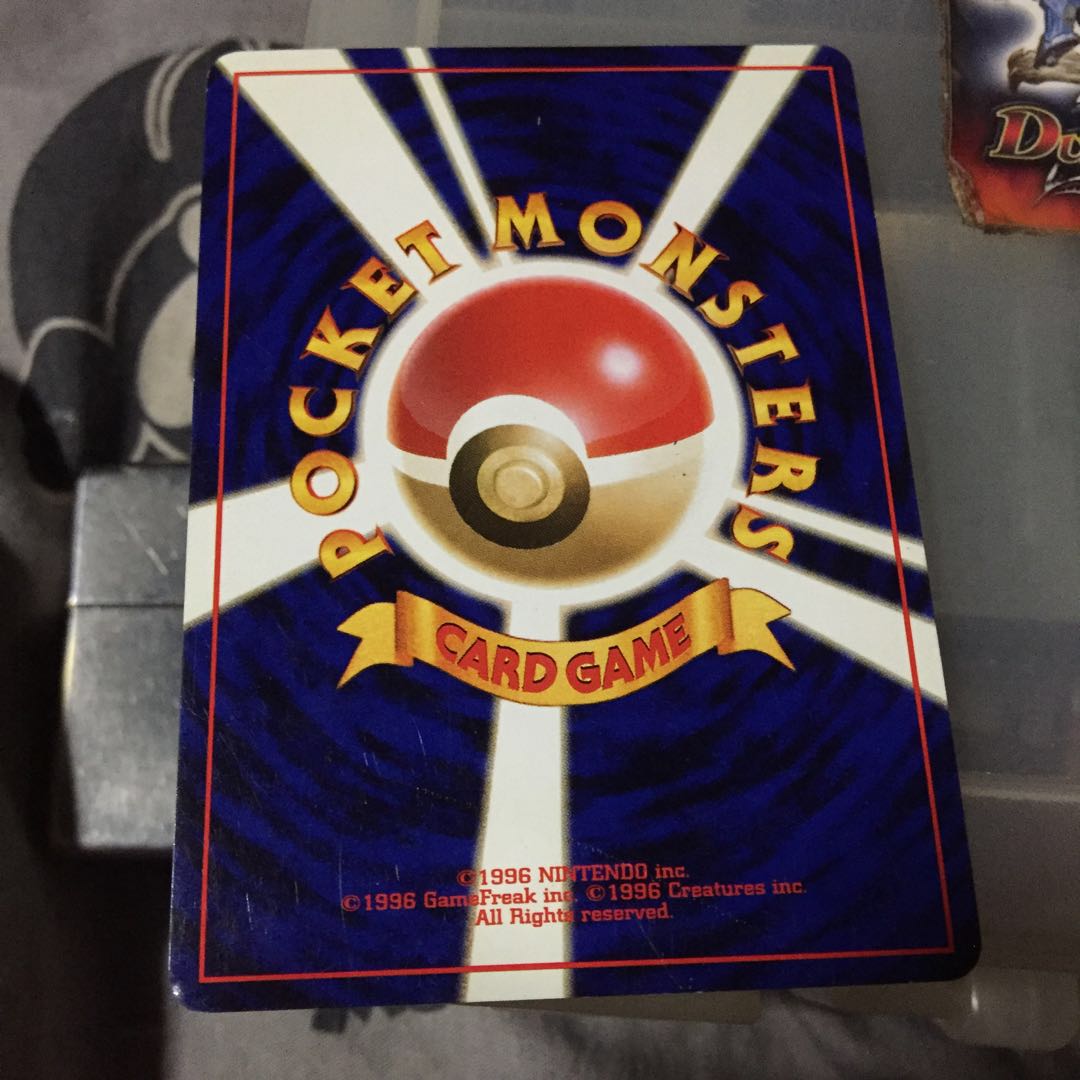 POCKET MONSTERS
CARD GAME
©1996 NINTENDO inc.
©1996 GameFreak inc. ©1996 Creatures inc.
All Rights reserved.